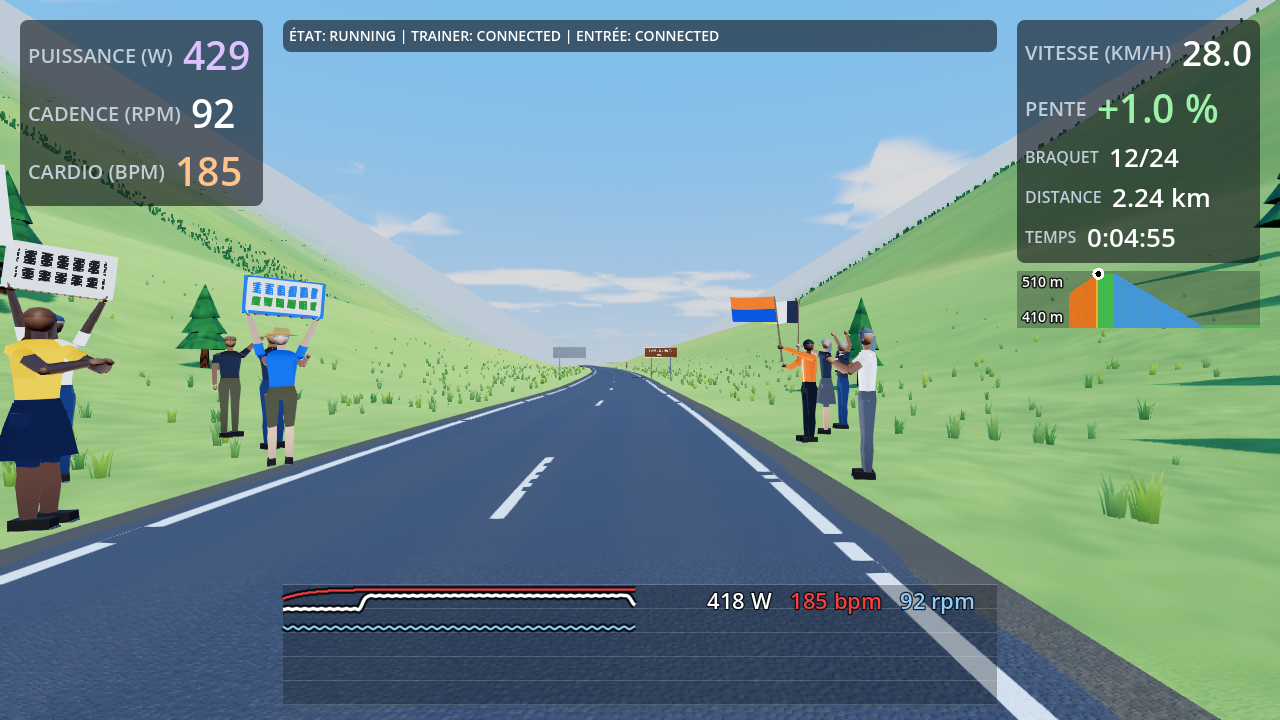 PUISSANCE (W) 429
CADENCE (RPM) 92
CARDIO (BPM) 185
ÉTAT: RUNNING | TRAINER: CONNECTED | ENTRÉE: CONNECTED
VITESSE (KM/H) 28.0
PENTE +1.0 %
BRAQUET 12/24
DISTANCE 2.24 km
TEMPS 0:04:55
510 m
410 m
418 W 185 bpm 92 rpm